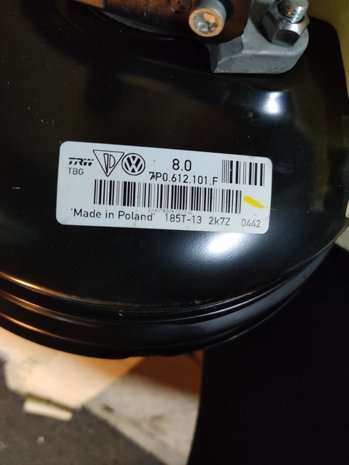 TRW 8.0
TBG 7P0.612.101.F
'Made in Poland' 185T-13 2k7Z 0442